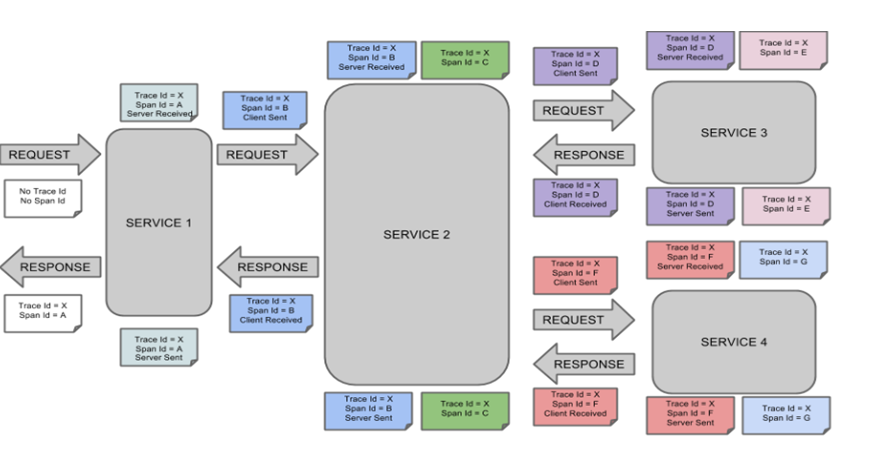 REQUEST
No Trace Id
No Span Id
RESPONSE
Trace Id = X
Span Id = A
Trace Id = X
Span Id = A
Server Received
SERVICE 1
Trace Id = X
Span Id = A
Server Sent
Trace Id = X
Span Id = B
Client Sent
REQUEST
RESPONSE
Trace Id = X
Span Id = B
Client Received
Trace Id = X
Span Id = B
Server Received
Trace Id = X
Span Id = C
SERVICE 2
Trace Id = X
Span Id = B
Server Sent
Trace Id = X
Span Id = C
Trace Id = X
Span Id = D
Client Sent
REQUEST
RESPONSE
Trace Id = X
Span Id = D
Client Received
Trace Id = X
Span Id = D
Server Received
Trace Id = X
Span Id = E
SERVICE 3
Trace Id = X
Span Id = D
Server Sent
Trace Id = X
Span Id = E
Trace Id = X
Span Id = F
Client Sent
REQUEST
RESPONSE
Trace Id = X
Span Id = F
Client Received
Trace Id = X
Span Id = F
Server Received
Trace Id = X
Span Id = G
SERVICE 4
Trace Id = X
Span Id = F
Server Sent
Trace Id = X
Span Id = G